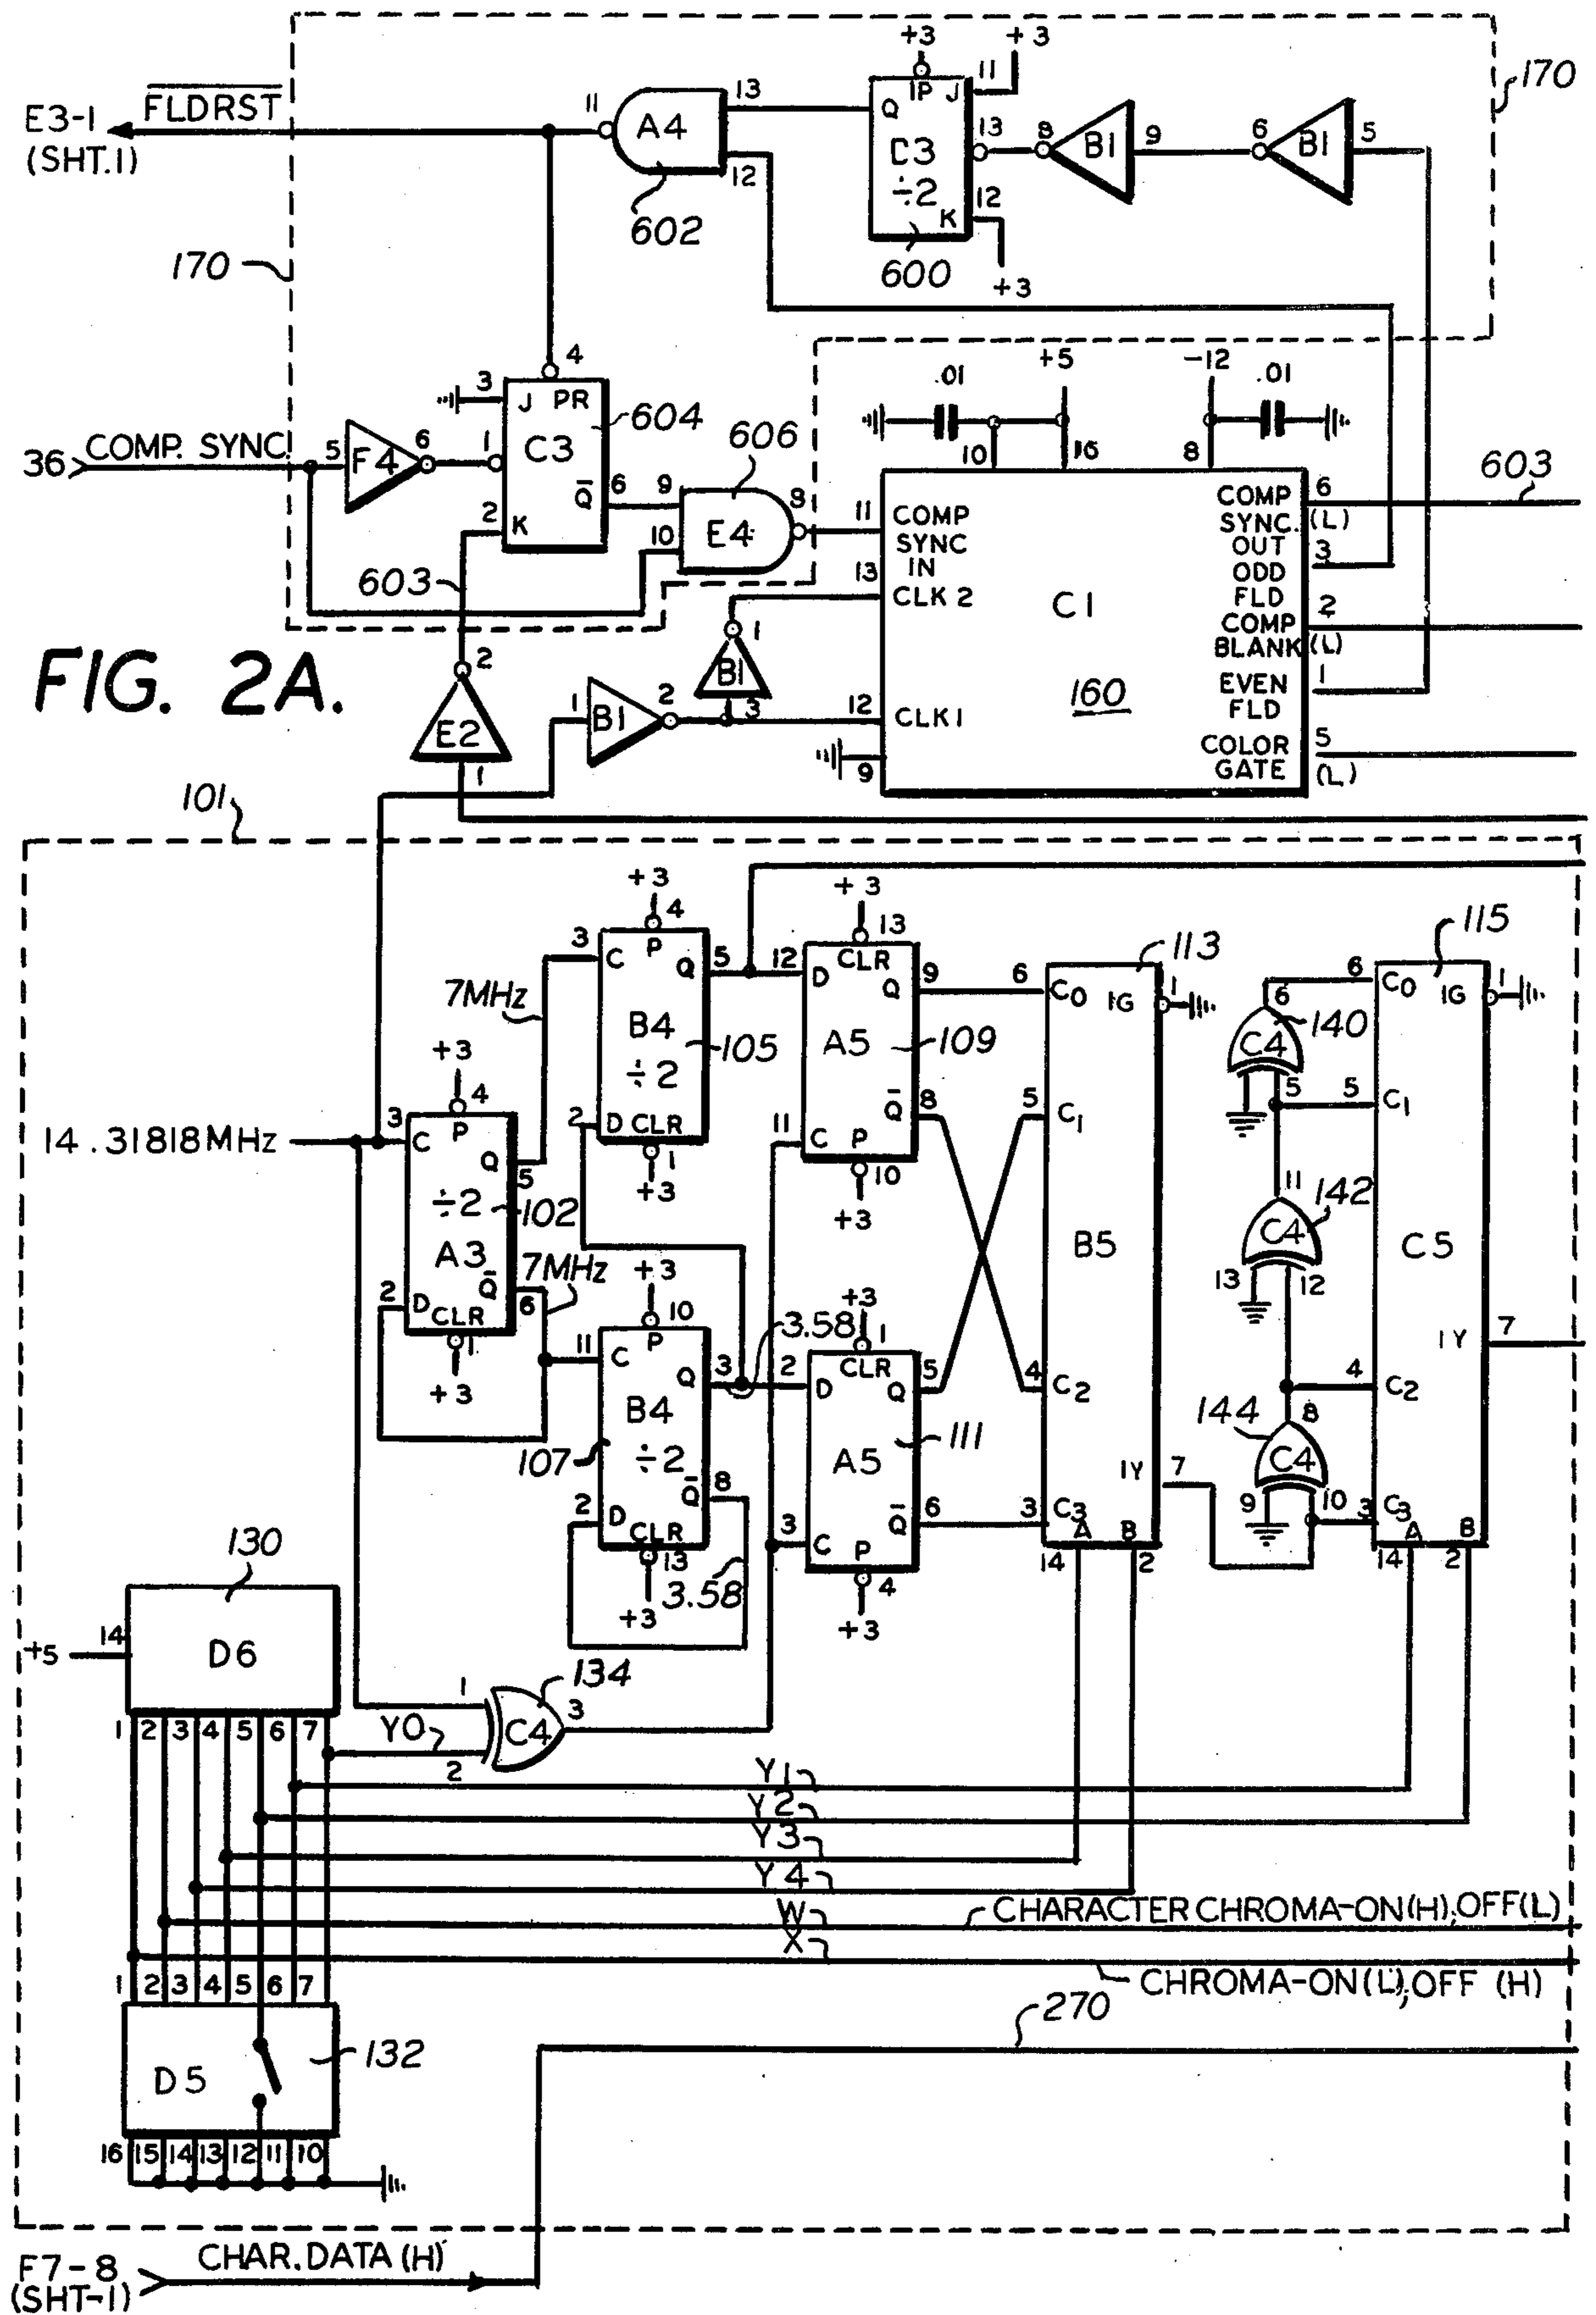 +3
+3
11
170
FLDRST
11
13
IP
J
E3-1
(SHT.1)
A4
Q
13
8
B1
9
6
B1
5
÷2
12
12
K
602
600
+3
170
4
+5
-12
3
J
PR
.01
.01
604
606
36
COMP. SYNC
5
F4
6
1
C3
10
16
8
603
Q̄
6
9
8
11
COMP
SYNC
IN
COMP
SYNC.
OUT
6
(L)
2
K
10
E4
3
ODD
FLD
603
13
CLK 2
C1
2
COMP
BLANK
(L)
FIG. 2A.
2
1
B1
160
EVEN
FLD
1
1
B1
2
3
12
CLK1
E2
9
COLOR
GATE
5
(L)
1
101
+3
+3
4
115
3
C
P
Q
5
12
13
CLR
D
Q
9
6
113
C0
IG
1
6
6
C0
IG
1
7MHz
B4
÷2
105
A5
109
140
C4
+3
4
5
5
C1
2
D
CLR
Q̄
8
5
C1
14.31818MHz
3
C
P
Q
5
1
+3
11
C
P
10
+3
11
142
÷2
102
A3
C4
B5
C5
7MHz
+3
13
12
2
D
Q̄
6
CLR
1
+3
10
+3
3.58
1
CLR
IY
7
11
C
P
Q
3
2
D
Q
5
4
C2
4
C2
B4
÷2
107
A5
111
144
8
C4
IY
7
2
D
Q̄
8
CLR
13
+3
3.58
3
C
Q̄
6
P
4
+3
3
C3
A
B
14
2
9
10
3
C3
A
B
14
2
130
+5
14
D6
134
1
C4
3
1
2
3
4
5
6
7
Y0
2
Y1
Y2
Y3
Y4
W
CHARACTER CHROMA-ON(H);OFF(L)
X
CHROMA-ON(L);OFF (H)
1
2
3
4
5
6
7
270
D5
132
16
15
14
13
12
11
10
F7-8
(SHT-1)
CHAR.DATA (H)